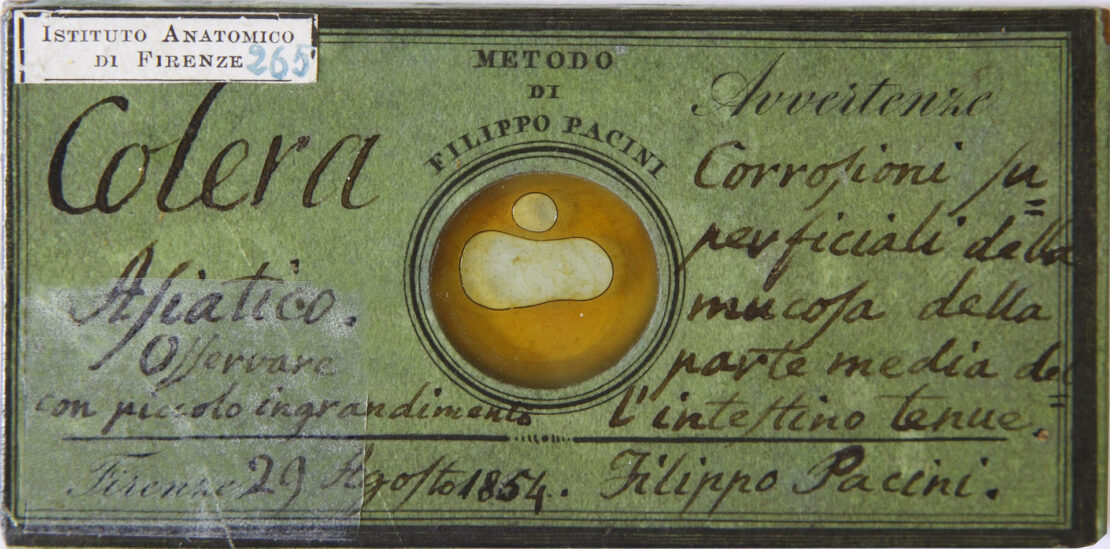 ISTITUTO ANATOMICO
DI FIRENZE 265
METODO
DI
FILIPPO PACINI
Colera
Aſiatico.
Oſſervare
con piccolo ingrandimento
Avvertenze
Corroſioni ſu=
perficiali della
mucoſa della
parte media del=
l'inteſtino tenue.
Firenze 29 Agoſto 1854. Filippo Pacini.